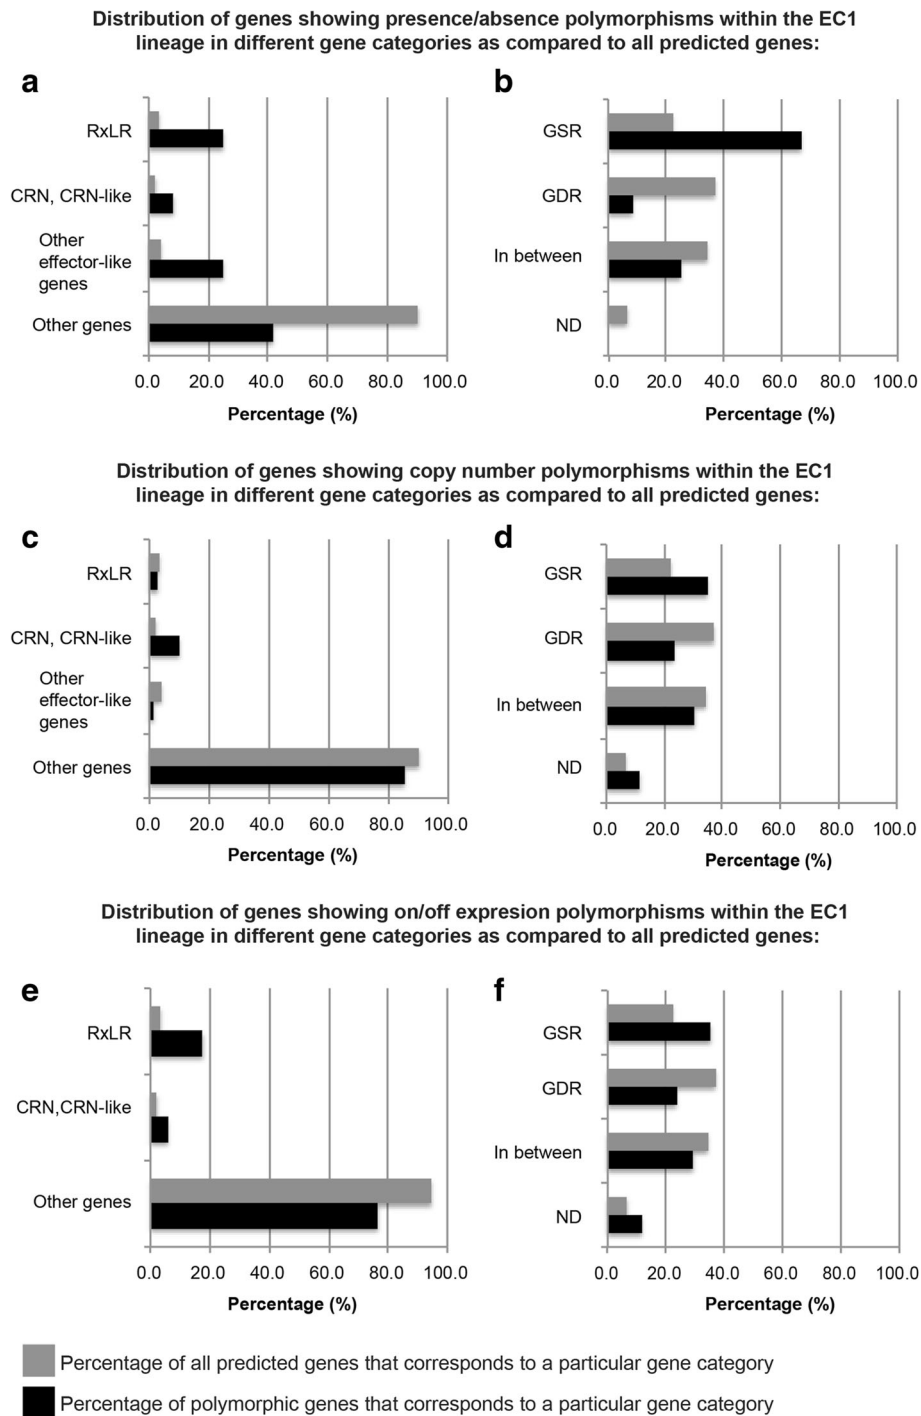 Distribution of genes showing presence/absence polymorphisms within the EC1
lineage in different gene categories as compared to all predicted genes:
a
RxLR
CRN, CRN-like
Other
effector-like
genes
Other genes
0.0 20.0 40.0 60.0 80.0 100.0
Percentage (%)
b
GSR
GDR
In between
ND
0.0 20.0 40.0 60.0 80.0 100.0
Percentage (%)
Distribution of genes showing copy number polymorphisms within the EC1
lineage in different gene categories as compared to all predicted genes:
c
RxLR
CRN, CRN-like
Other
effector-like
genes
Other genes
0.0 20.0 40.0 60.0 80.0 100.0
Percentage (%)
d
GSR
GDR
In between
ND
0.0 20.0 40.0 60.0 80.0 100.0
Percentage (%)
Distribution of genes showing on/off expresion polymorphisms within the EC1
lineage in different gene categories as compared to all predicted genes:
e
RxLR
CRN,CRN-like
Other genes
0.0 20.0 40.0 60.0 80.0 100.0
Percentage (%)
f
GSR
GDR
In between
ND
0.0 20.0 40.0 60.0 80.0 100.0
Percentage (%)
Percentage of all predicted genes that corresponds to a particular gene category
Percentage of polymorphic genes that corresponds to a particular gene category